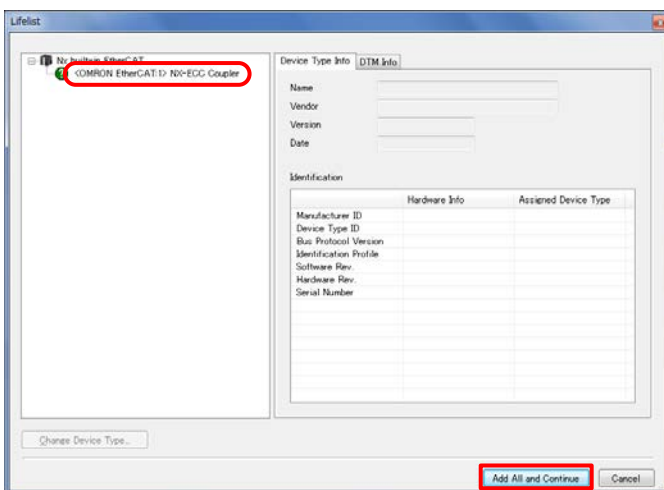 Lifelist
Nx builtin EtherCAT
<OMRON EtherCAT:1> NX-ECC Coupler
Device Type Info
DTM Info
Name
Vendor
Version
Date
Identification
Hardware Info
Assigned Device Type
Manufacturer ID
Device Type ID
Bus Protocol Version
Identification Profile
Software Rev.
Hardware Rev.
Serial Number
Change Device Type...
Add All and Continue
Cancel